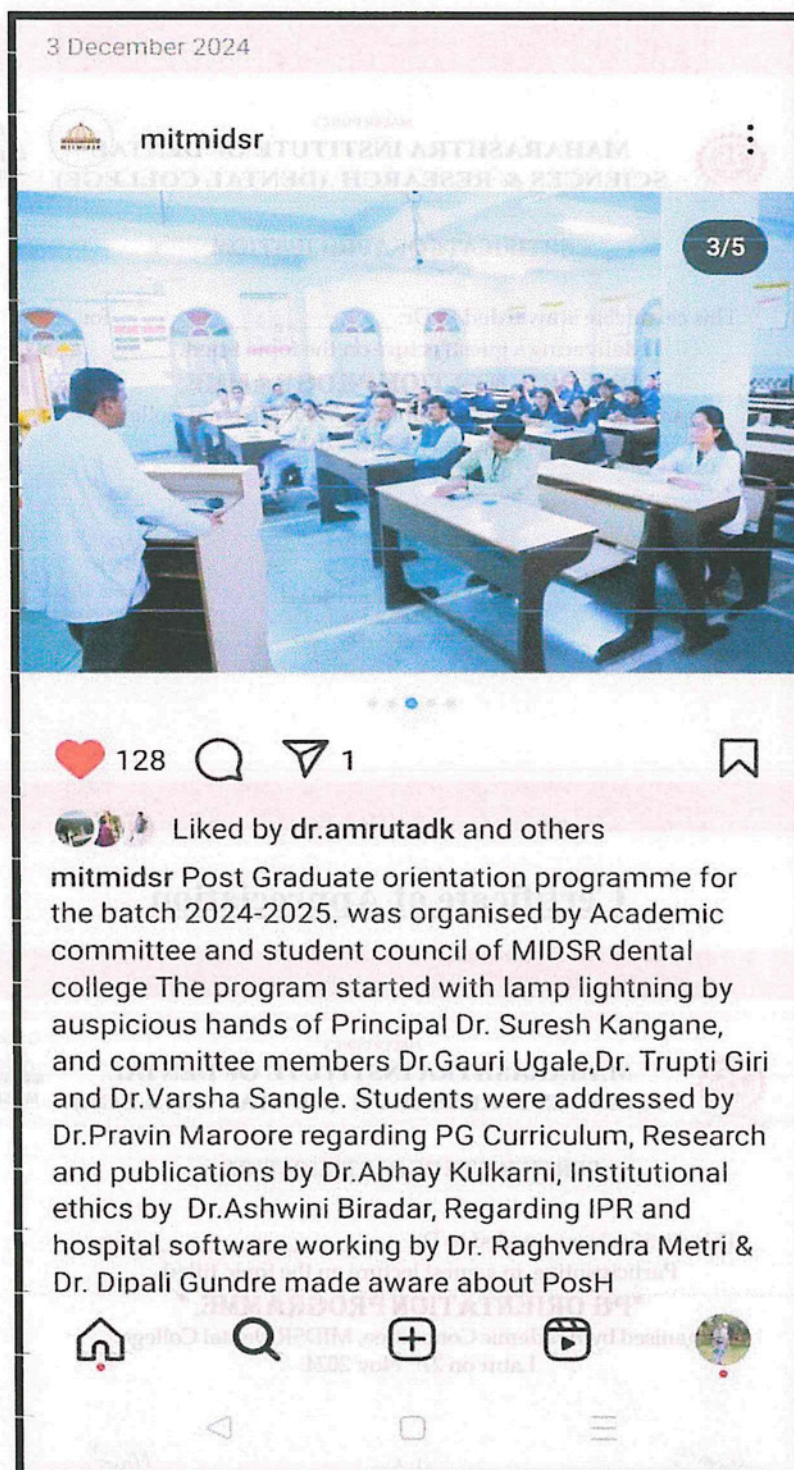 3 December 2024
mitmidsr
3/5
128
1
Liked by dr.amrutadk and others
mitmidsr Post Graduate orientation programme for
the batch 2024-2025. was organised by Academic
committee and student council of MIDSR dental
college The program started with lamp lightning by
auspicious hands of Principal Dr. Suresh Kangane,
and committee members Dr.Gauri Ugale,Dr. Trupti Giri
and Dr.Varsha Sangle. Students were addressed by
Dr.Pravin Maroore regarding PG Curriculum, Research
and publications by Dr.Abhay Kulkarni, Institutional
ethics by Dr.Ashwini Biradar, Regarding IPR and
hospital software working by Dr. Raghvendra Metri &
Dr. Dipali Gundre made aware about PosH